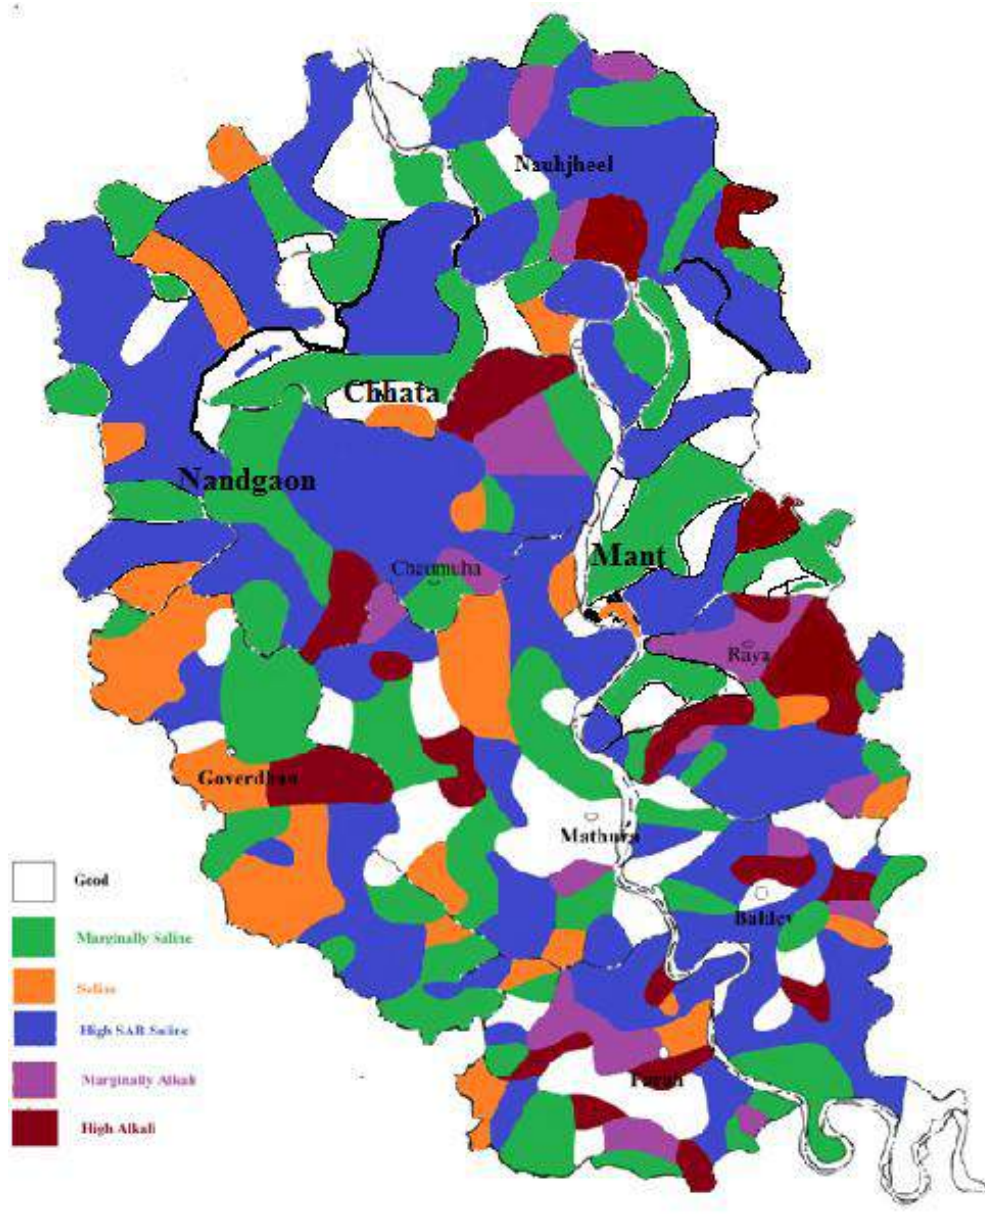 Nauhjheel
Chhata
Nandgaon
Mant
Chaumuha
Raya
Goverdhan
Mathura
Baldev
Farah
Good
Marginally Saline
Saline
High SAR Saline
Marginally Alkali
High Alkali